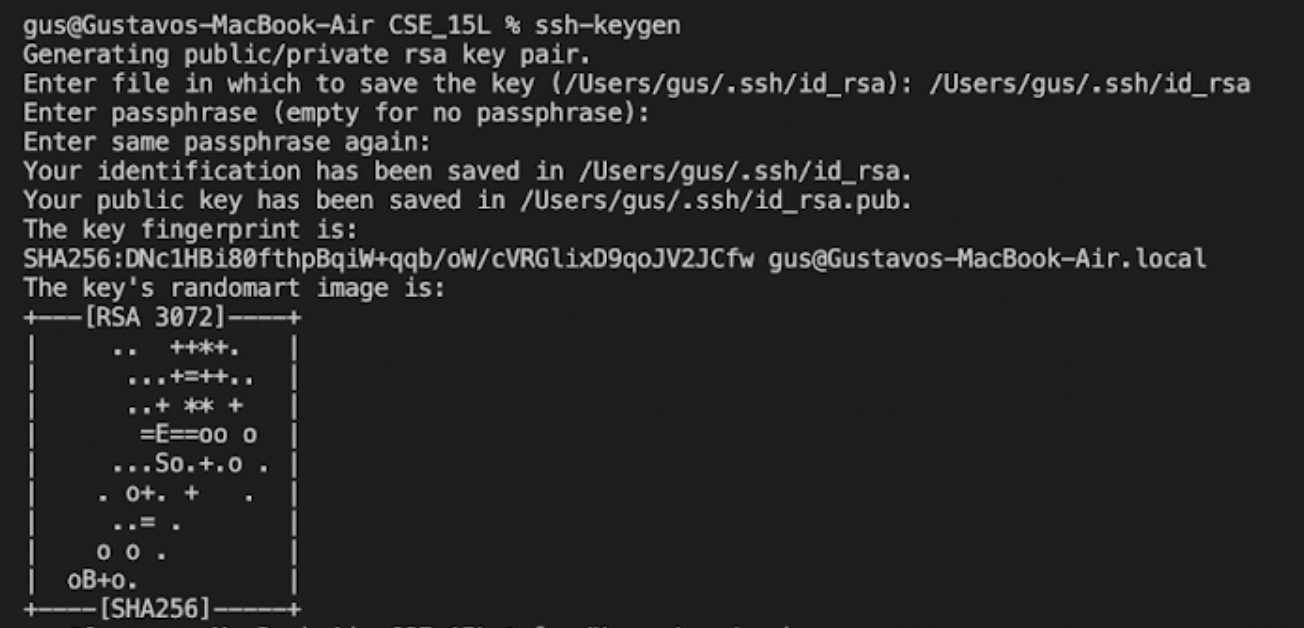 gus@Gustavos-MacBook-Air CSE_15L % ssh-keygen
Generating public/private rsa key pair.
Enter file in which to save the key (/Users/gus/.ssh/id_rsa): /Users/gus/.ssh/id_rsa
Enter passphrase (empty for no passphrase):
Enter same passphrase again:
Your identification has been saved in /Users/gus/.ssh/id_rsa.
Your public key has been saved in /Users/gus/.ssh/id_rsa.pub.
The key fingerprint is:
SHA256:DNc1HBi80fthpBqiW+qqb/oW/cVRGlixD9qoJV2JCfw gus@Gustavos-MacBook-Air.local
The key's randomart image is:
+---[RSA 3072]----+
|     ..  ++*+.   |
|      ...+=++..  |
|      ..+ ** +   |
|       =E==oo o  |
|     ...So.+.o . |
|    . o+. +   .  |
|     ..= .       |
|    o o .        |
|  oB+o.          |
+----[SHA256]-----+